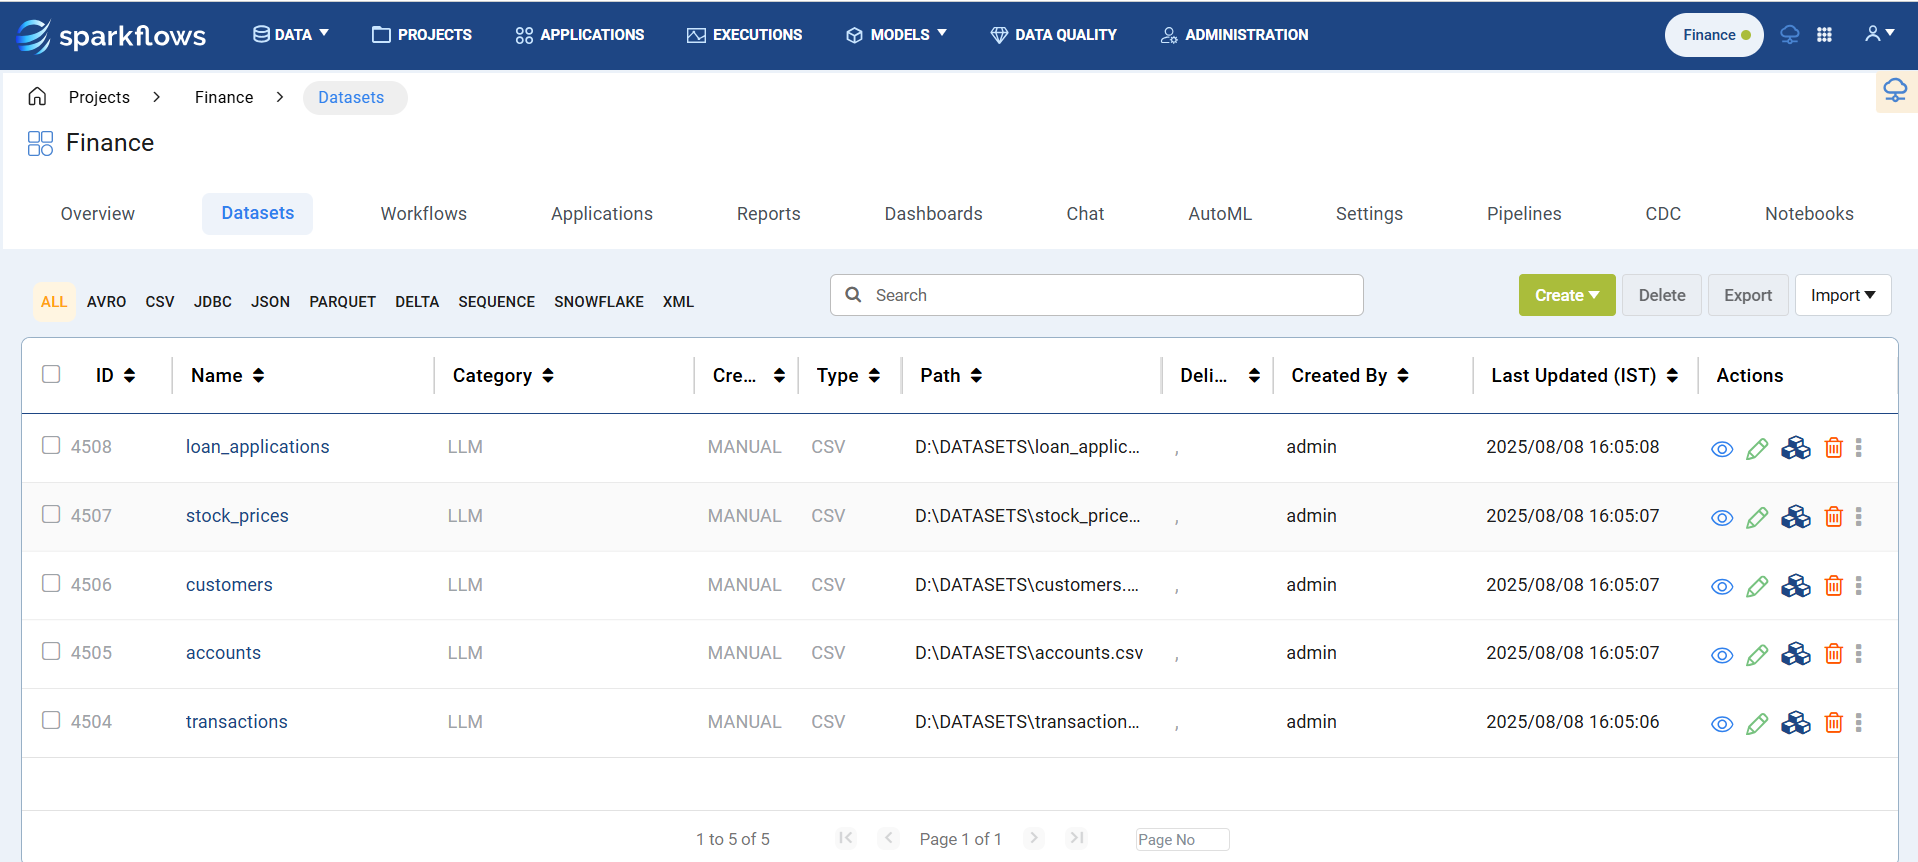 sparkflows DATA PROJECTS APPLICATIONS EXECUTIONS MODELS DATA QUALITY ADMINISTRATION Finance
Projects Finance Datasets
Finance
Overview Datasets Workflows Applications Reports Dashboards Chat AutoML Settings Pipelines CDC Notebooks
ALL AVRO CSV JDBC JSON PARQUET DELTA SEQUENCE SNOWFLAKE XML Search Create Delete Export Import
ID Name Category Cre... Type Path Deli... Created By Last Updated (IST) Actions
4508 loan_applications LLM MANUAL CSV D:\DATASETS\loan_applic... , admin 2025/08/08 16:05:08
4507 stock_prices LLM MANUAL CSV D:\DATASETS\stock_price... , admin 2025/08/08 16:05:07
4506 customers LLM MANUAL CSV D:\DATASETS\customers.... , admin 2025/08/08 16:05:07
4505 accounts LLM MANUAL CSV D:\DATASETS\accounts.csv , admin 2025/08/08 16:05:07
4504 transactions LLM MANUAL CSV D:\DATASETS\transaction... , admin 2025/08/08 16:05:06
1 to 5 of 5 Page 1 of 1 Page No